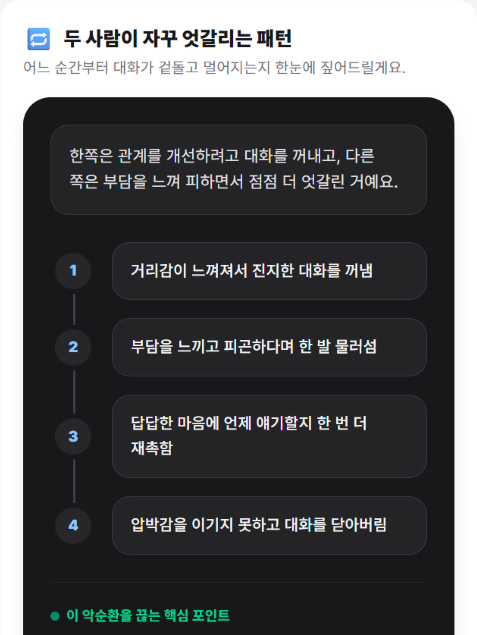 두 사람이 자꾸 엇갈리는 패턴
어느 순간부터 대화가 겉돌고 멀어지는지 한눈에 짚어드릴게요.
한쪽은 관계를 개선하려고 대화를 꺼내고, 다른
쪽은 부담을 느껴 피하면서 점점 더 엇갈린 거예요.
1
거리감이 느껴져서 진지한 대화를 꺼냄
2
부담을 느끼고 피곤하다며 한 발 물러섬
3
답답한 마음에 언제 얘기할지 한 번 더
재촉함
4
압박감을 이기지 못하고 대화를 닫아버림
이 악순환을 끊는 핵심 포인트